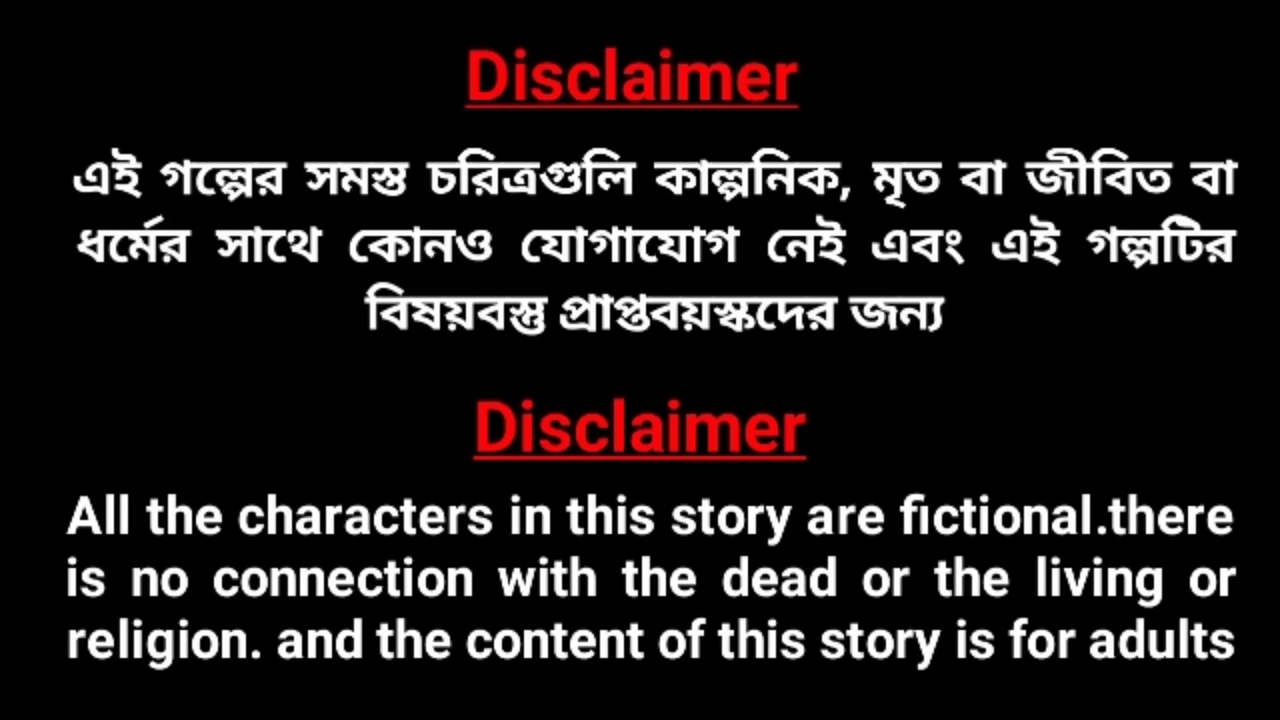 Disclaimer
এই গল্পের সমস্ত চরিত্রগুলি কাল্পনিক, মৃত বা জীবিত বা
ধর্মের সাথে কোনও যোগাযোগ নেই এবং এই গল্পটির
বিষয়বস্তু প্রাপ্তবয়স্কদের জন্য
Disclaimer
All the characters in this story are fictional.there
is no connection with the dead or the living or
religion. and the content of this story is for adults